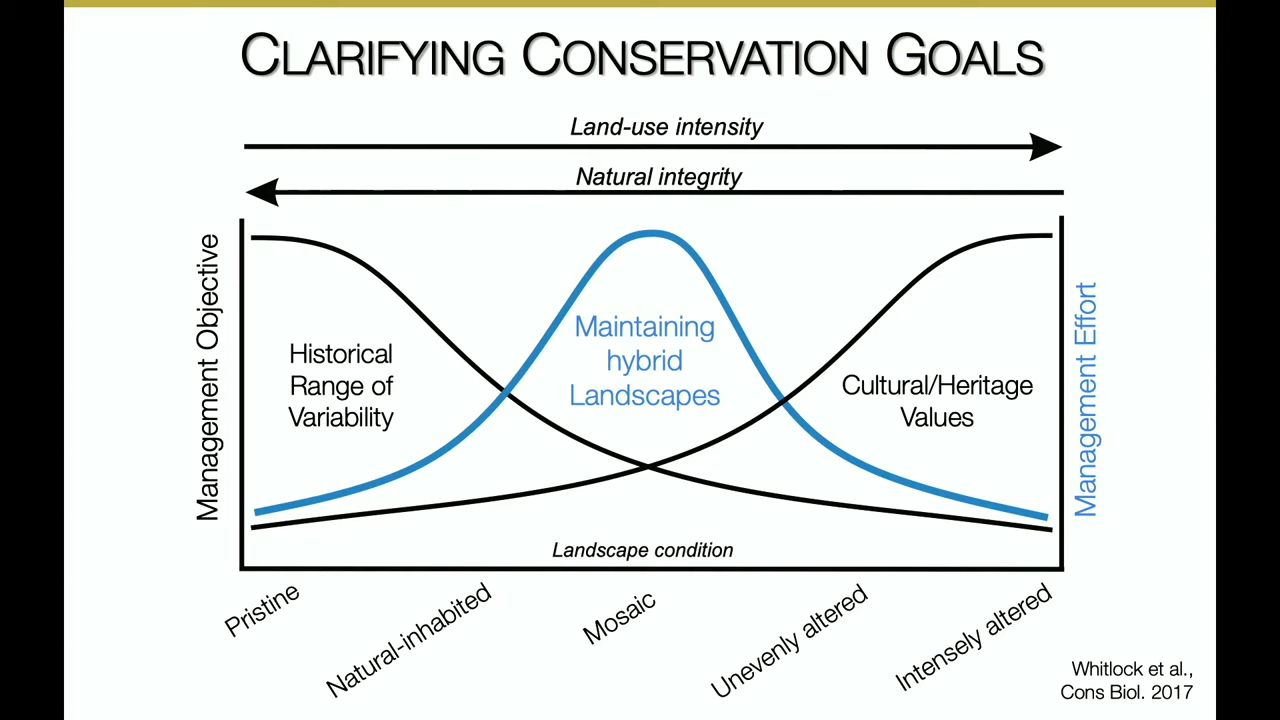 CLARIFYING CONSERVATION GOALS
Land-use intensity
Natural integrity
Management Objective
Historical
Range of
Variability
Maintaining
hybrid
Landscapes
Cultural/Heritage
Values
Management Effort
Landscape condition
Pristine
Natural-inhabited
Mosaic
Unevenly altered
Intensely altered
Whitlock et al.,
Cons Biol. 2017